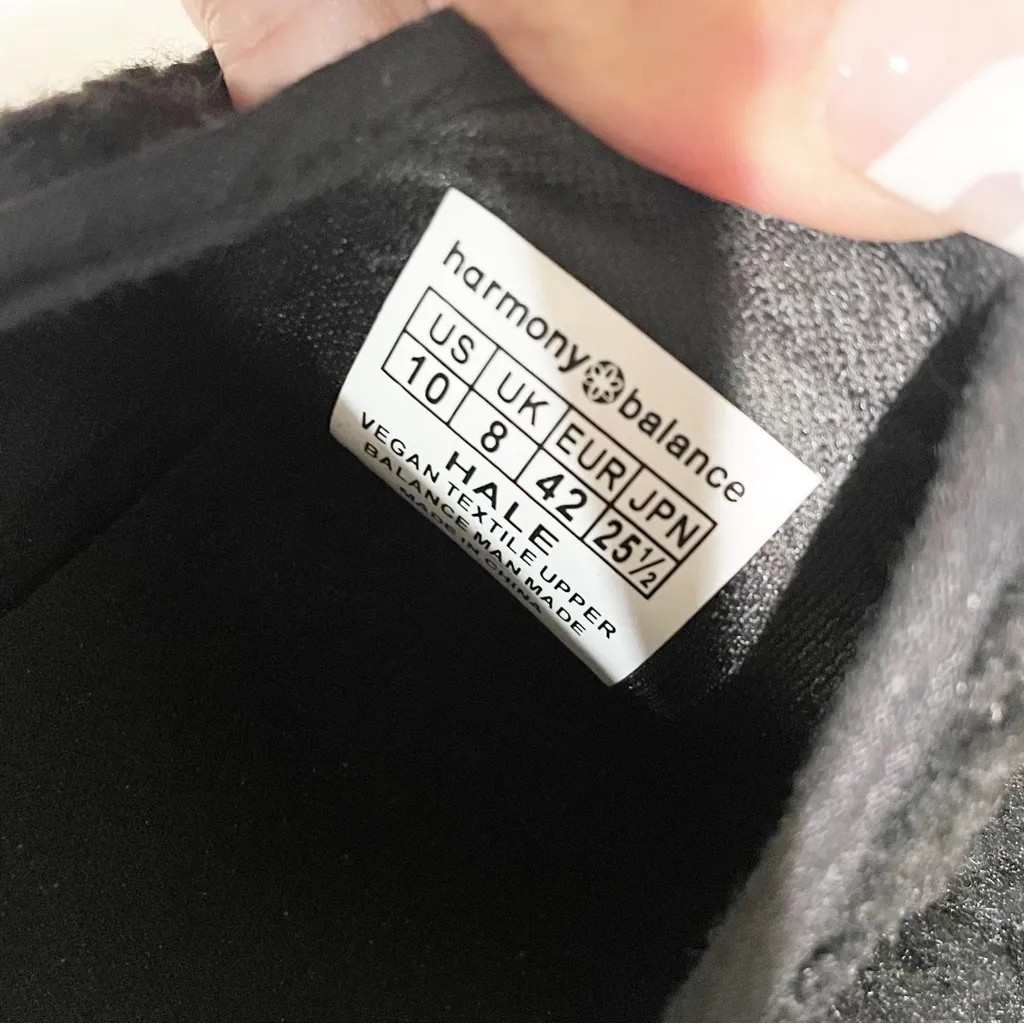 harmony balance
US UK EUR JPN
10 8 42 25½
HALE
VEGAN TEXTILE UPPER
BALANCE MAN MADE
MADE IN CHINA